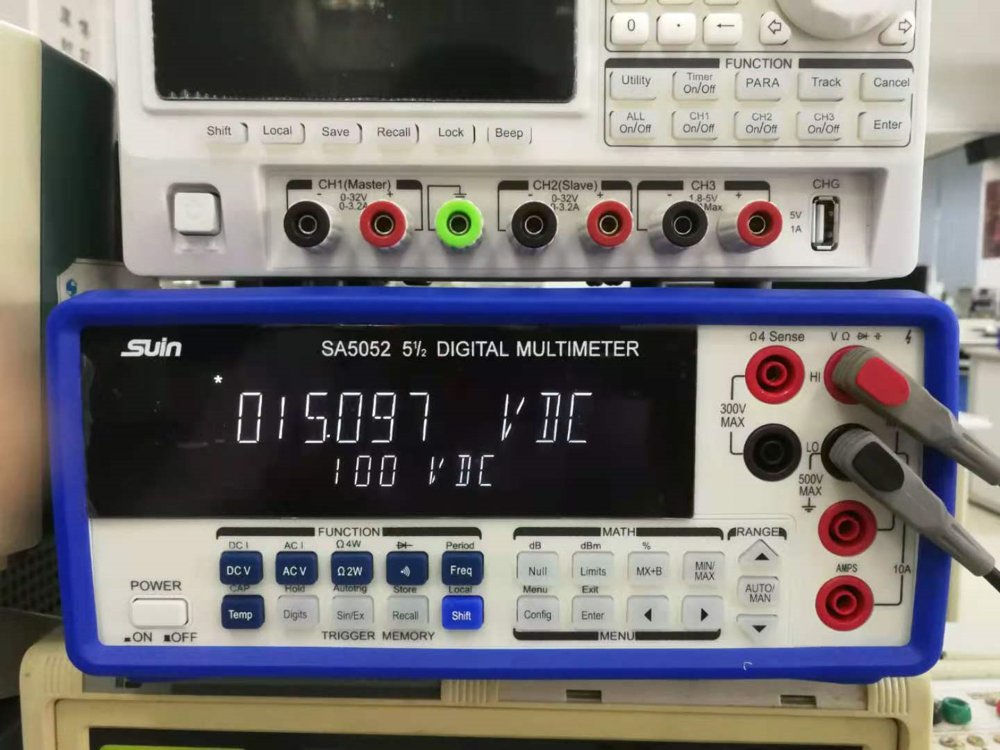 0 . ←
FUNCTION
Utility Timer On/Off PARA Track Cancel
ALL On/Off CH1 On/Off CH2 On/Off CH3 On/Off Enter
Shift Local Save Recall Lock Beep
CH1(Master) CH2(Slave) CH3 CHG
- 0-32V + - 0-32V + - 1.8-5V +
0-3.2A 0-3.2A Max
5V
1A
suin SA5052 5½ DIGITAL MULTIMETER
*
015.097 VDC
100 VDC
Ω4 Sense VΩ
HI
300V
MAX
LO
500V
MAX
AMPS 10A
FUNCTION MATH RANGE
DC I AC I Ω4W Period dB dBm %
DC V AC V Ω2W Freq Null Limits MX+B MIN/MAX
CAP Hold Autotrig Store Local Menu Exit AUTO/MAN
Temp Digits Sin/Ex Recall Shift Config Enter
TRIGGER MEMORY MENU
POWER
ON OFF